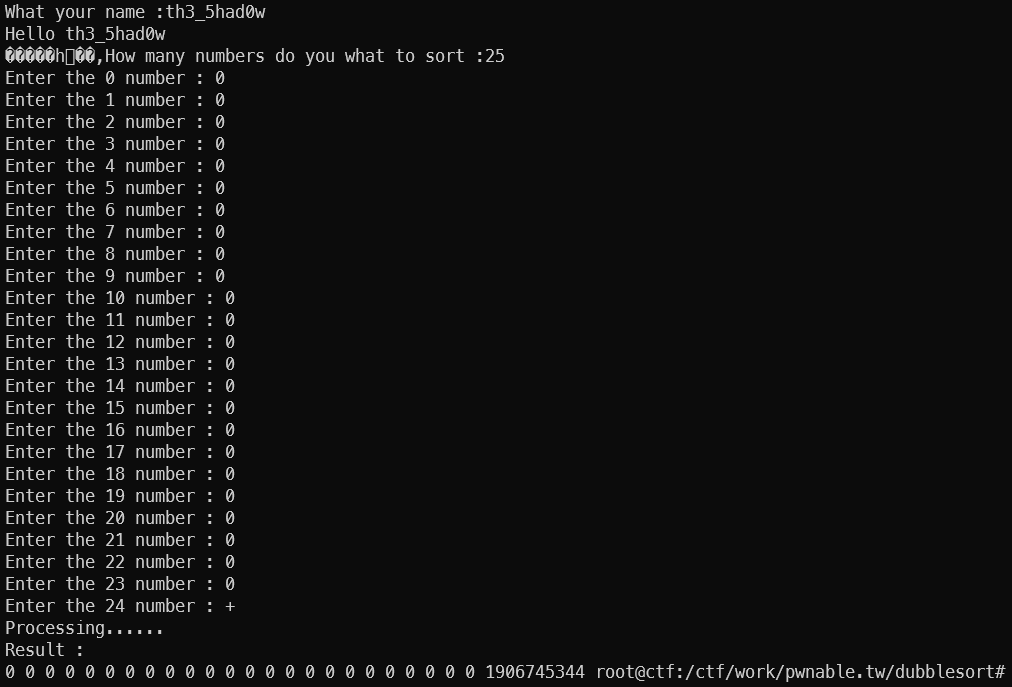 What your name :th3_5had0w
Hello th3_5had0w
�����h▯��,How many numbers do you what to sort :25
Enter the 0 number : 0
Enter the 1 number : 0
Enter the 2 number : 0
Enter the 3 number : 0
Enter the 4 number : 0
Enter the 5 number : 0
Enter the 6 number : 0
Enter the 7 number : 0
Enter the 8 number : 0
Enter the 9 number : 0
Enter the 10 number : 0
Enter the 11 number : 0
Enter the 12 number : 0
Enter the 13 number : 0
Enter the 14 number : 0
Enter the 15 number : 0
Enter the 16 number : 0
Enter the 17 number : 0
Enter the 18 number : 0
Enter the 19 number : 0
Enter the 20 number : 0
Enter the 21 number : 0
Enter the 22 number : 0
Enter the 23 number : 0
Enter the 24 number : +
Processing......
Result :
0 0 0 0 0 0 0 0 0 0 0 0 0 0 0 0 0 0 0 0 0 0 0 0 1906745344 root@ctf:/ctf/work/pwnable.tw/dubblesort#